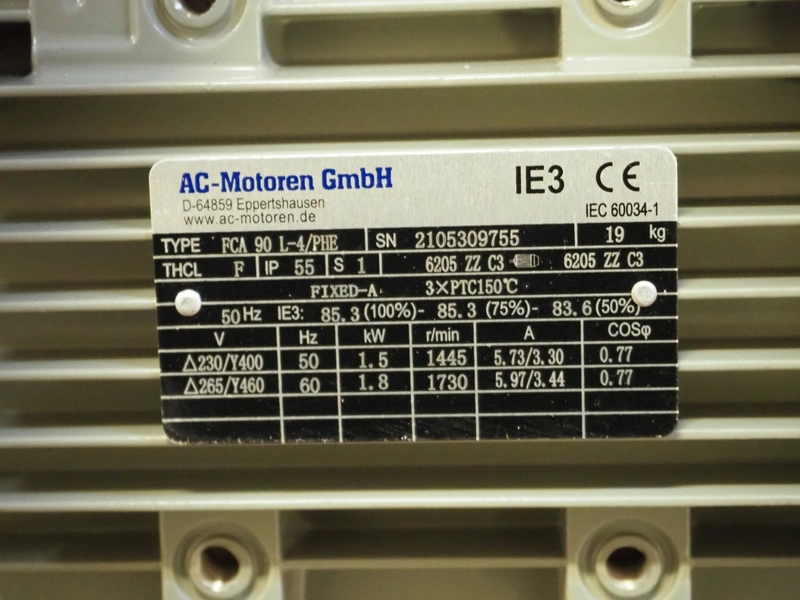 AC-Motoren GmbH IE3 CE
D-64859 Eppertshausen
www.ac-motoren.de IEC 60034-1
TYPE FCA 90 L-4/PHE SN 2105309755 19 kg
THCL F IP 55 S 1 6205 ZZ C3 6205 ZZ C3
FIXED-A. 3×PTC150℃
50 Hz IE3: 85.3 (100%)- 85.3 (75%)- 83.6 (50%)
V Hz kW r/min A COSφ
△230/Y400 50 1.5 1445 5.73/3.30 0.77
△265/Y460 60 1.8 1730 5.97/3.44 0.77